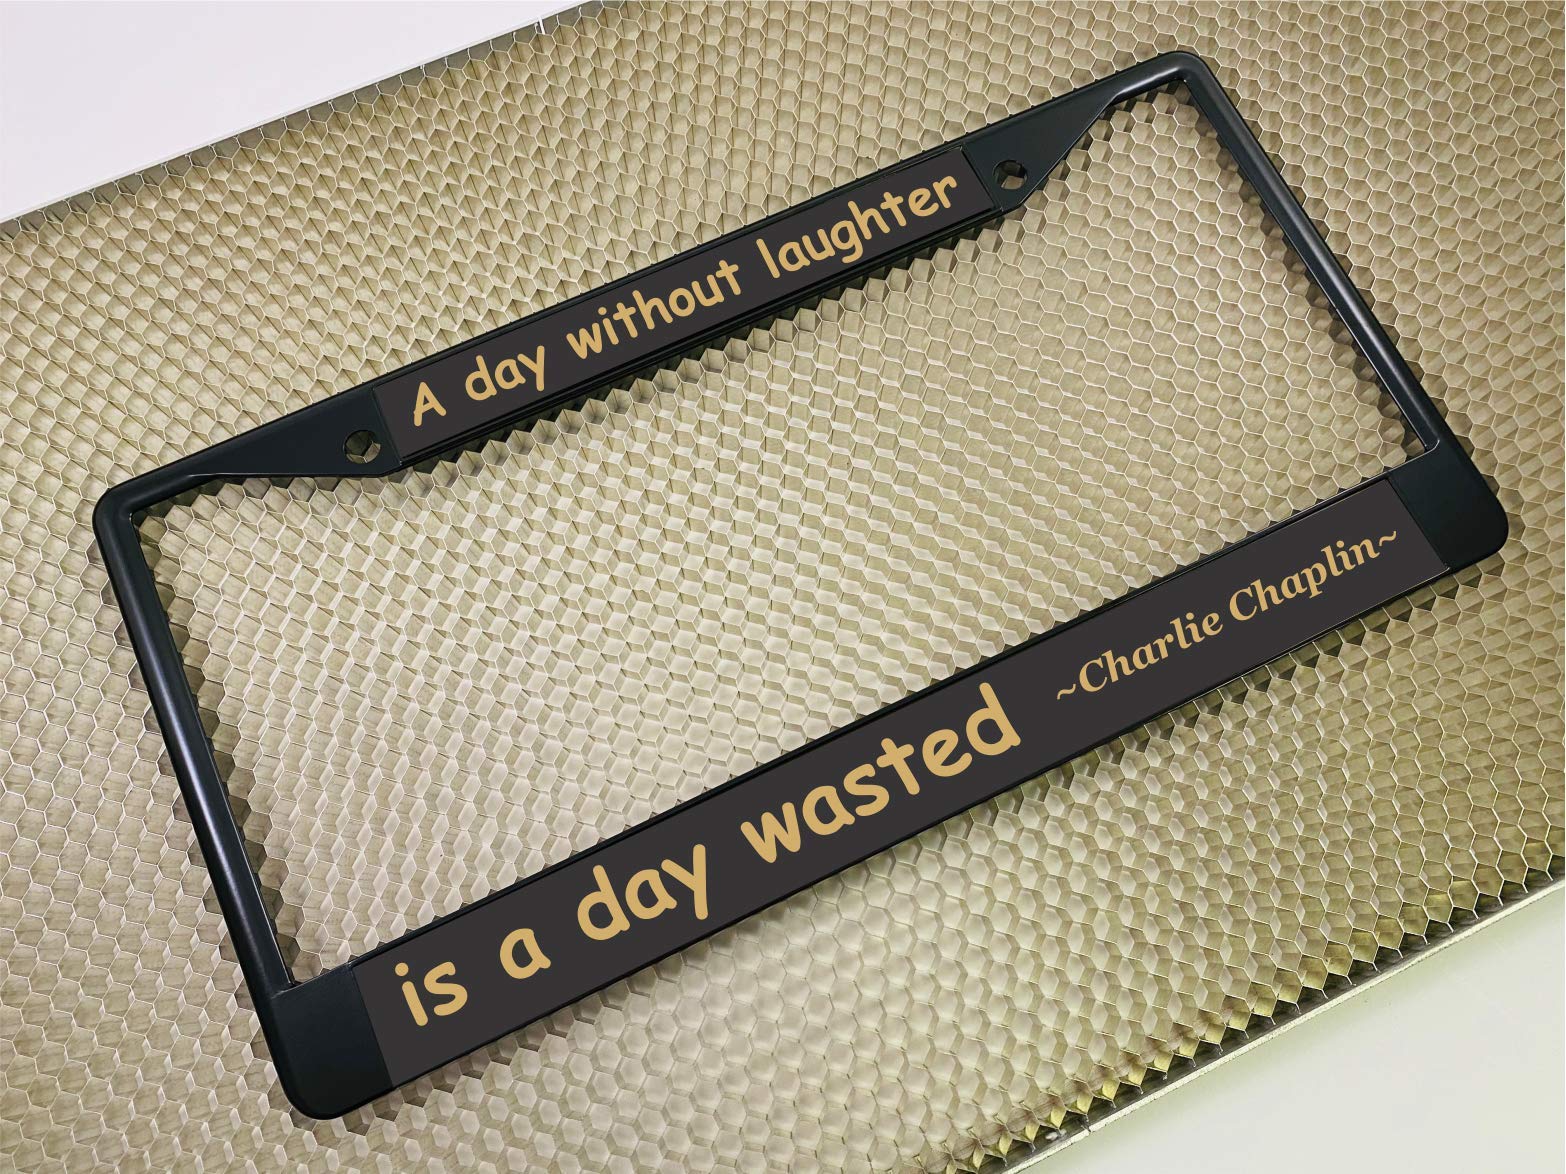 A day without laughter
is a day wasted ~Charlie Chaplin~